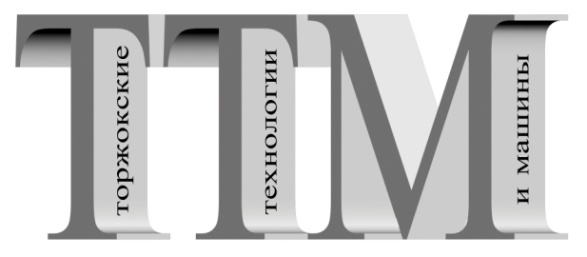 ТТМ
торжокские
технологии
и машины